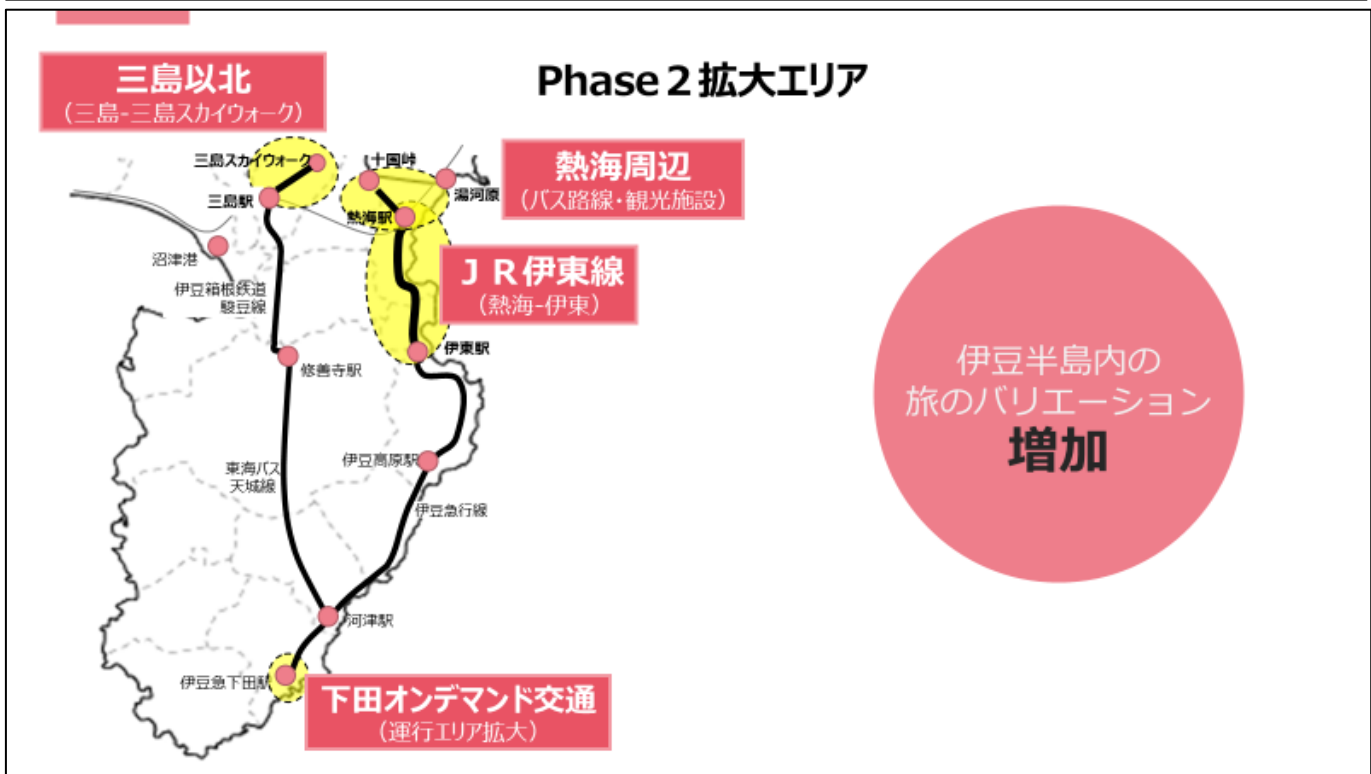 Phase 2 拡大エリア
三島以北
（三島-三島スカイウォーク）
三島スカイウォーク
三島駅
十国峠
湯河原
熱海駅
熱海周辺
（バス路線・観光施設）
ＪＲ伊東線
（熱海-伊東）
沼津港
伊豆箱根鉄道
駿豆線
伊東駅
修善寺駅
東海バス
天城線
伊豆高原駅
伊豆急行線
河津駅
伊豆急下田駅
下田オンデマンド交通
（運行エリア拡大）
伊豆半島内の
旅のバリエーション
増加